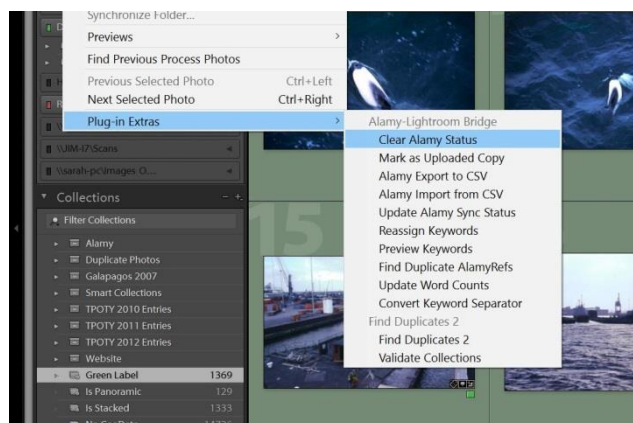 Synchronize Folder...
Previews
Find Previous Process Photos
Previous Selected Photo Ctrl+Left
Next Selected Photo Ctrl+Right
Plug-in Extras
Alamy-Lightroom Bridge
Clear Alamy Status
Mark as Uploaded Copy
Alamy Export to CSV
Alamy Import from CSV
Update Alamy Sync Status
Reassign Keywords
Preview Keywords
Find Duplicate AlamyRefs
Update Word Counts
Convert Keyword Separator
Find Duplicates 2
Find Duplicates 2
Validate Collections
D
R
\\JIM-I7\Scans
\\sarah-pc\Images O...
Collections
Filter Collections
Alamy
Duplicate Photos
Galapagos 2007
Smart Collections
TPOTY 2010 Entries
TPOTY 2011 Entries
TPOTY 2012 Entries
Website
Green Label 1369
Is Panoramic 129
Is Stacked 1333
15